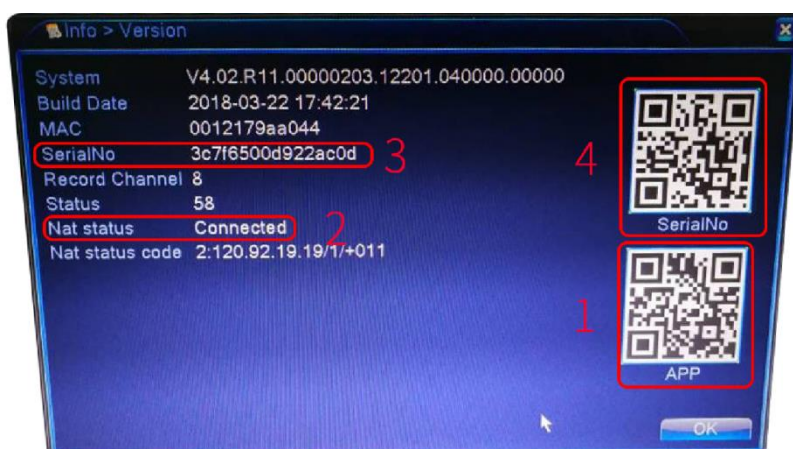 Info > Version
System V4.02.R11.00000203.12201.040000.00000
Build Date 2018-03-22 17:42:21
MAC 0012179aa044
SerialNo 3c7f6500d922ac0d 3
Record Channel 8
Status 58
Nat status Connected 2
Nat status code 2:120.92.19.19/1/+011
4
SerialNo
1
APP
OK